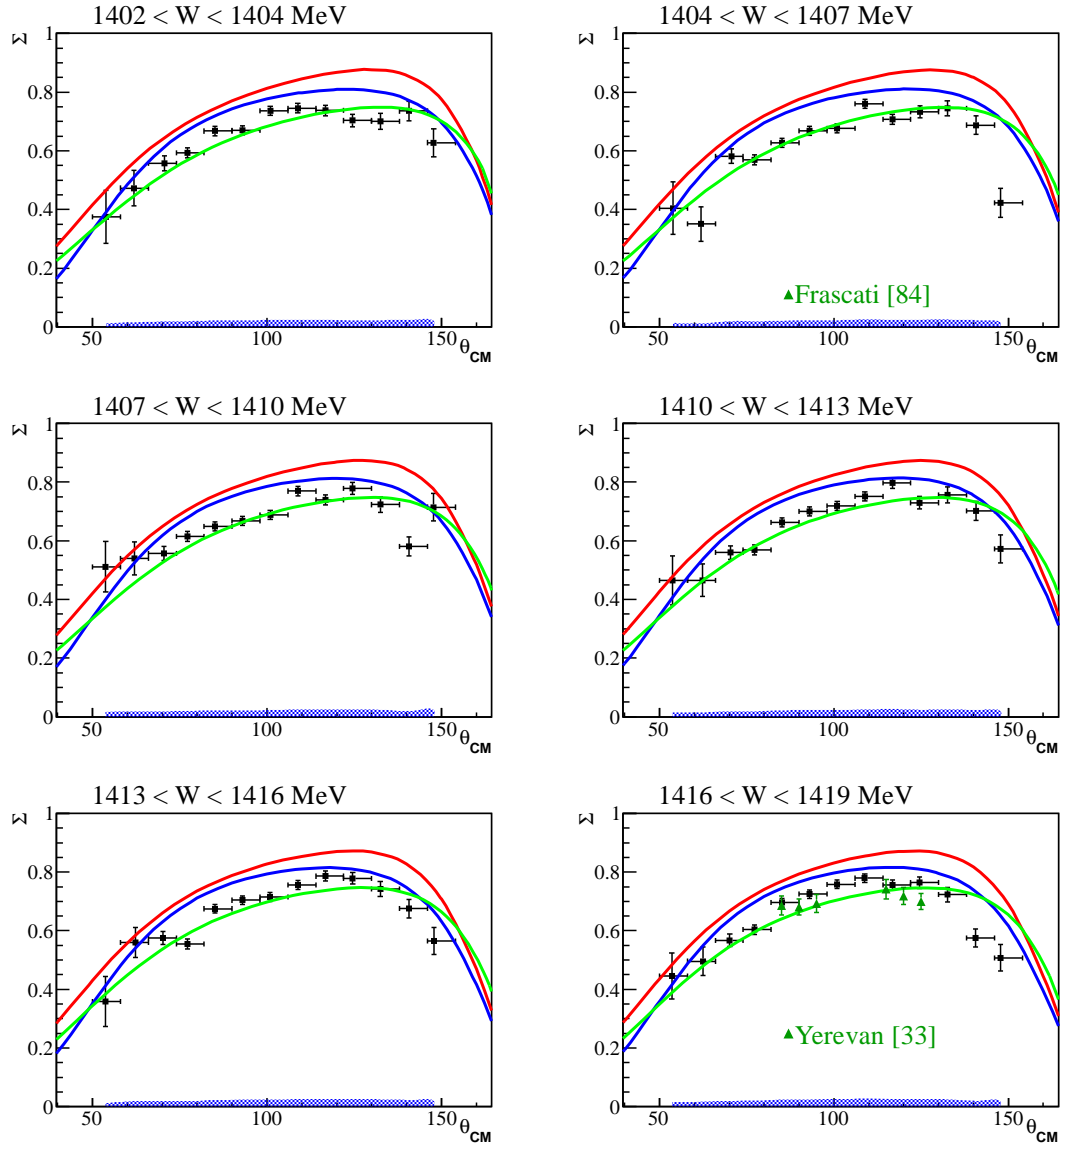 1402 < W < 1404 MeV
Σ
1
0.8
0.6
0.4
0.2
0
50
100
150
θCM
1404 < W < 1407 MeV
Σ
1
0.8
0.6
0.4
0.2
0
Frascati [84]
50
100
150
θCM
1407 < W < 1410 MeV
Σ
1
0.8
0.6
0.4
0.2
0
50
100
150
θCM
1410 < W < 1413 MeV
Σ
1
0.8
0.6
0.4
0.2
0
50
100
150
θCM
1413 < W < 1416 MeV
Σ
1
0.8
0.6
0.4
0.2
0
50
100
150
θCM
1416 < W < 1419 MeV
Σ
1
0.8
0.6
0.4
0.2
0
Yerevan [33]
50
100
150
θCM